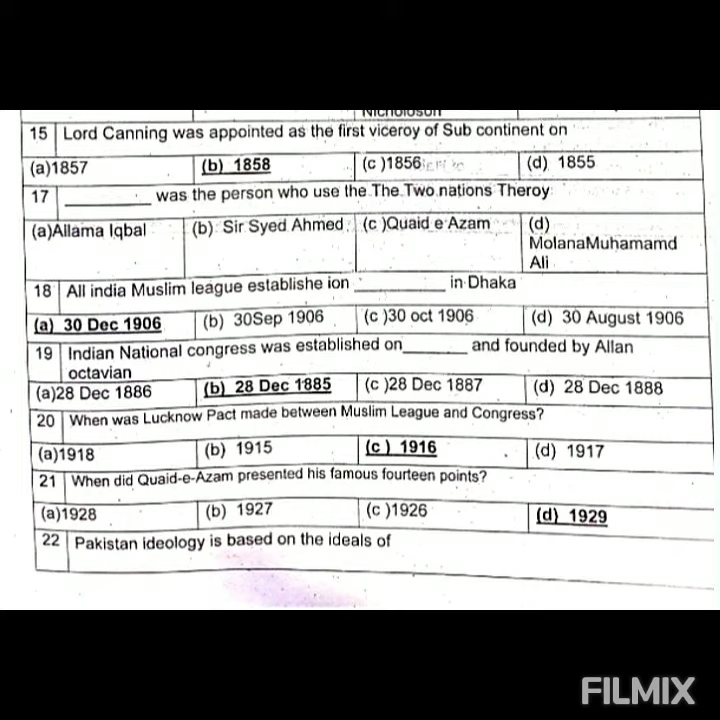 Nicholoson
15 Lord Canning was appointed as the first viceroy of Sub continent on
(a)1857 (b) 1858 (c )1856 (d) 1855
17 ________ was the person who use the The Two nations Theroy
(a)Allama Iqbal (b) Sir Syed Ahmed (c )Quaid e Azam (d)
MolanaMuhamamd
Ali
18 All india Muslim league establishe ion ________ in Dhaka
(a) 30 Dec 1906 (b) 30Sep 1906 (c )30 oct 1906 (d) 30 August 1906
19 Indian National congress was established on______ and founded by Allan
octavian
(a)28 Dec 1886 (b) 28 Dec 1885 (c )28 Dec 1887 (d) 28 Dec 1888
20 When was Lucknow Pact made between Muslim League and Congress?
(a)1918 (b) 1915 (c ) 1916 (d) 1917
21 When did Quaid-e-Azam presented his famous fourteen points?
(a)1928 (b) 1927 (c )1926 (d) 1929
22 Pakistan ideology is based on the ideals of
FILMIX